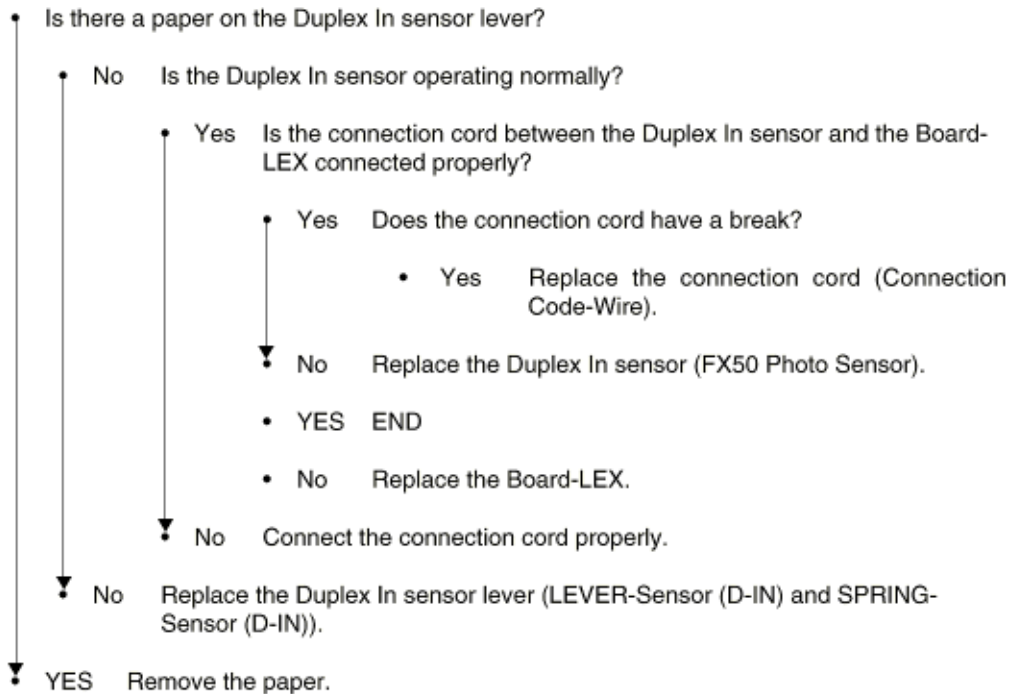 Is there a paper on the Duplex In sensor lever?
No Is the Duplex In sensor operating normally?
Yes Is the connection cord between the Duplex In sensor and the Board-
LEX connected properly?
Yes Does the connection cord have a break?
Yes Replace the connection cord (Connection
Code-Wire).
No Replace the Duplex In sensor (FX50 Photo Sensor).
YES END
No Replace the Board-LEX.
No Connect the connection cord properly.
No Replace the Duplex In sensor lever (LEVER-Sensor (D-IN) and SPRING-
Sensor (D-IN)).
YES Remove the paper.